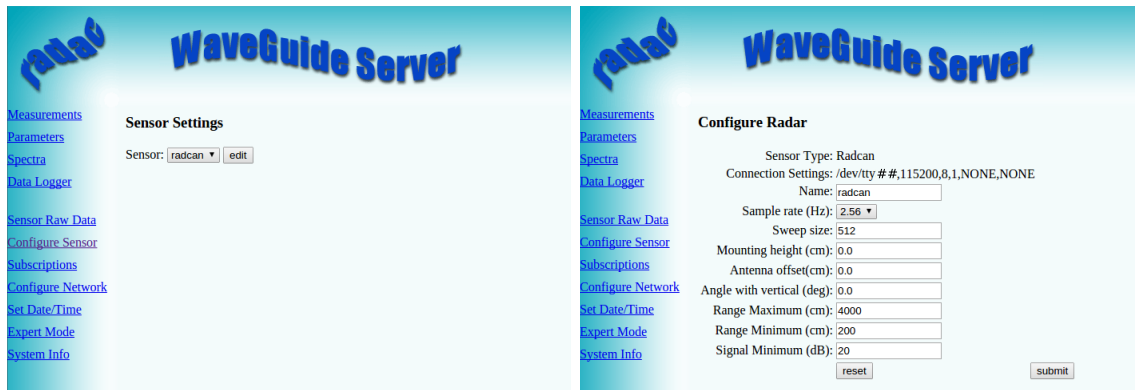 radac
WaveGuide Server
Measurements
Parameters
Spectra
Data Logger
Sensor Raw Data
Configure Sensor
Subscriptions
Configure Network
Set Date/Time
Expert Mode
System Info
Sensor Settings
Sensor: radcan edit
radac
WaveGuide Server
Measurements
Parameters
Spectra
Data Logger
Sensor Raw Data
Configure Sensor
Subscriptions
Configure Network
Set Date/Time
Expert Mode
System Info
Configure Radar
Sensor Type: Radcan
Connection Settings: /dev/tty##,115200,8,1,NONE,NONE
Name: radcan
Sample rate (Hz): 2.56
Sweep size: 512
Mounting height (cm): 0.0
Antenna offset(cm): 0.0
Angle with vertical (deg): 0.0
Range Maximum (cm): 4000
Range Minimum (cm): 200
Signal Minimum (dB): 20
reset submit